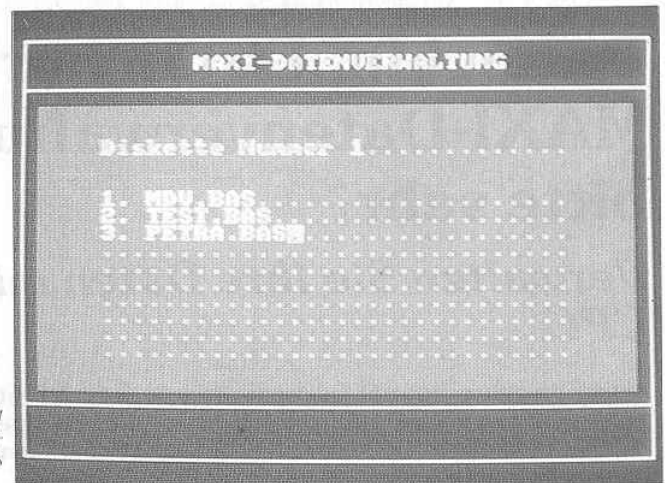 MAXI-DATENVERWALTUNG
Diskette Nummer 1..............
1. MDV.BAS....................
2. TEST.BAS...................
3. PETRA.BAS.................
...............................
...............................
...............................
...............................
...............................
...............................
...............................